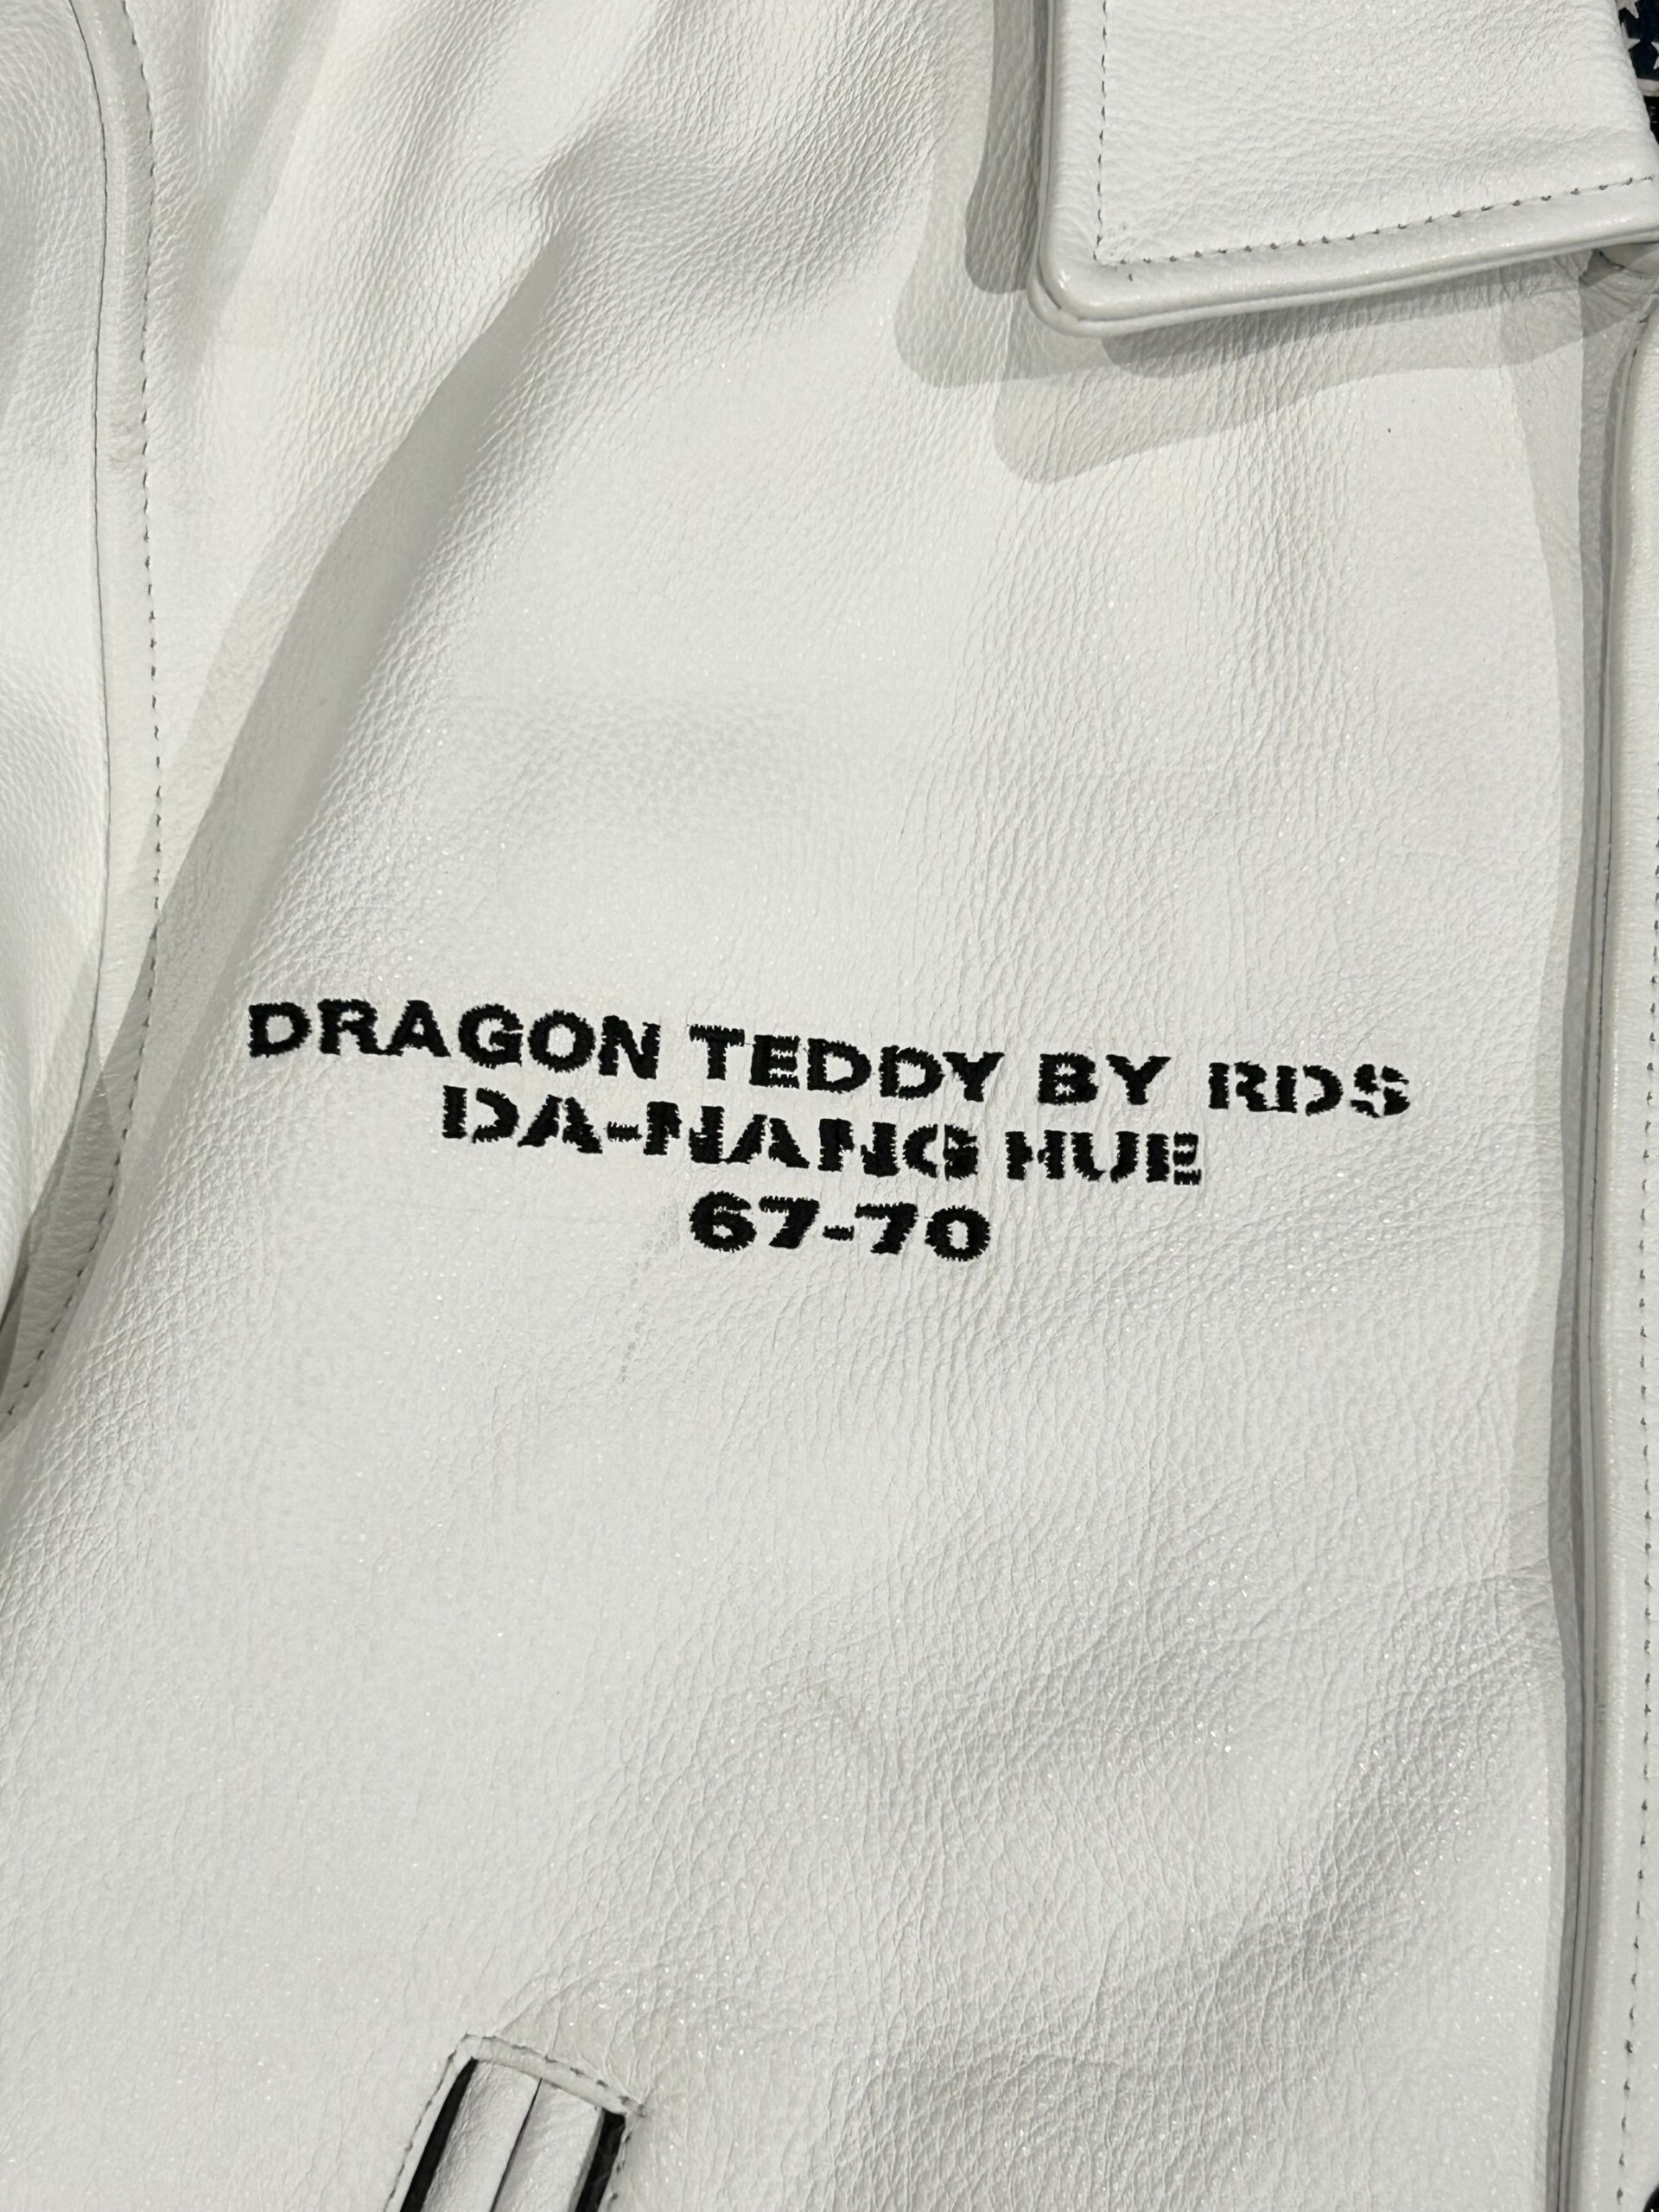 DRAGON TEDDY BY RDS
DA-NANG HUE
67-70